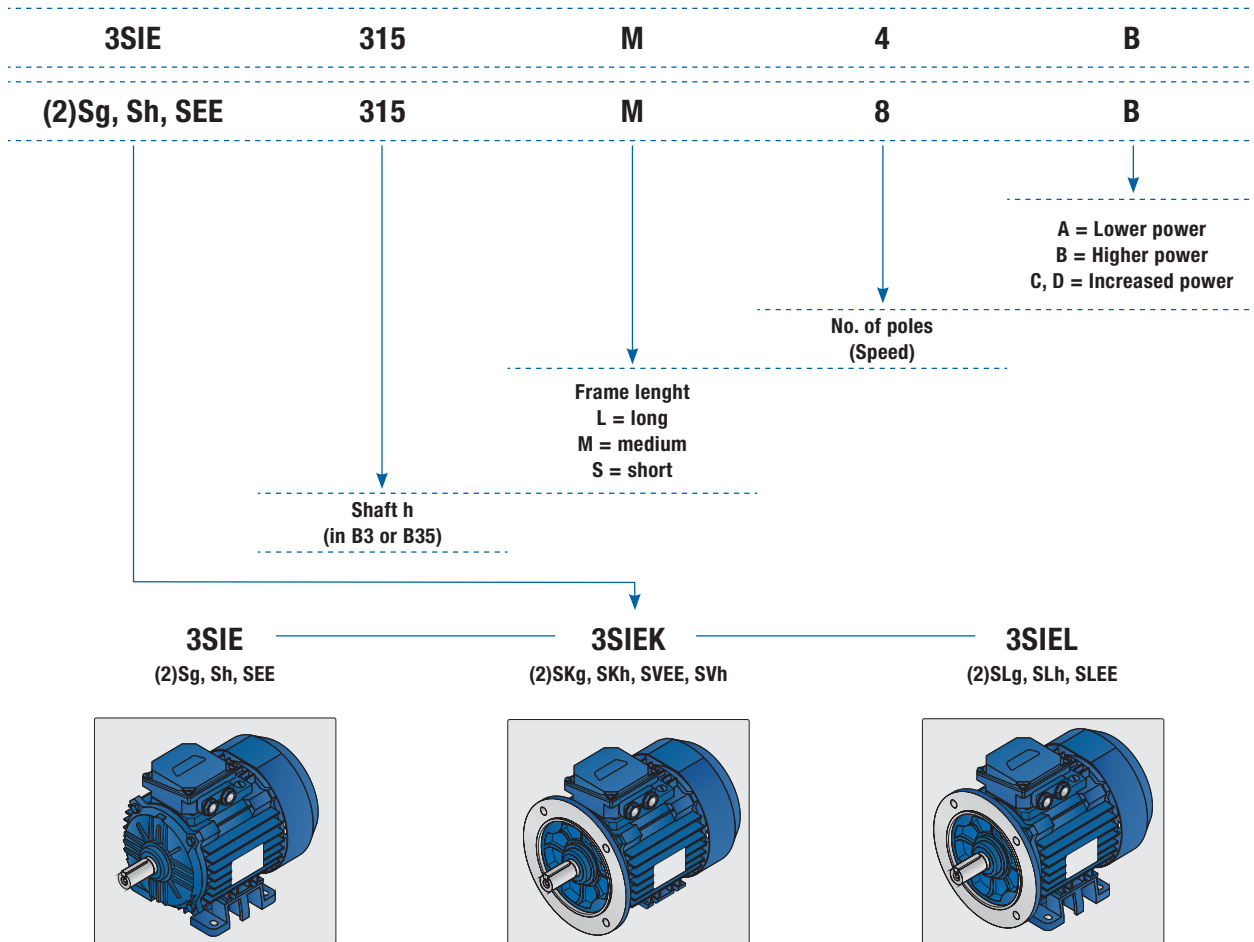 3SIE 315 M 4 B
(2)Sg, Sh, SEE 315 M 8 B
A = Lower power
B = Higher power
C, D = Increased power
No. of poles
(Speed)
Frame lenght
L = long
M = medium
S = short
Shaft h
(in B3 or B35)
3SIE 3SIEK 3SIEL
(2)Sg, Sh, SEE (2)SKg, SKh, SVEE, SVh (2)SLg, SLh, SLEE